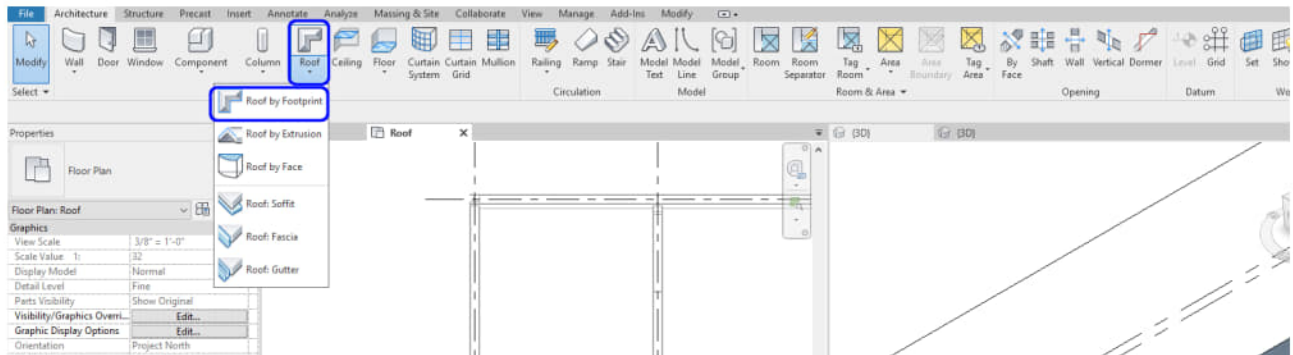 File Architecture Structure Precast Insert Annotate Analyze Massing & Site Collaborate View Manage Add-Ins Modify
Modify Wall Door Window Component Column Roof Ceiling Floor Curtain System Curtain Grid Mullion Railing Ramp Stair Model Text Model Line Model Group Room Room Separator Tag Room Area Area Boundary Tag Area By Face Shaft Wall Vertical Dormer Level Grid Set Sho
Select Circulation Model Room & Area Opening Datum Wo
Roof by Footprint
Roof by Extrusion
Roof by Face
Roof: Soffit
Roof: Fascia
Roof: Gutter
Properties
Floor Plan
Floor Plan: Roof
Graphics
View Scale 3/8" = 1'-0"
Scale Value 1: 32
Display Model Normal
Detail Level Fine
Parts Visibility Show Original
Visibility/Graphics Overri... Edit...
Graphic Display Options Edit...
Orientation Project North
Roof X
{3D} {3D}